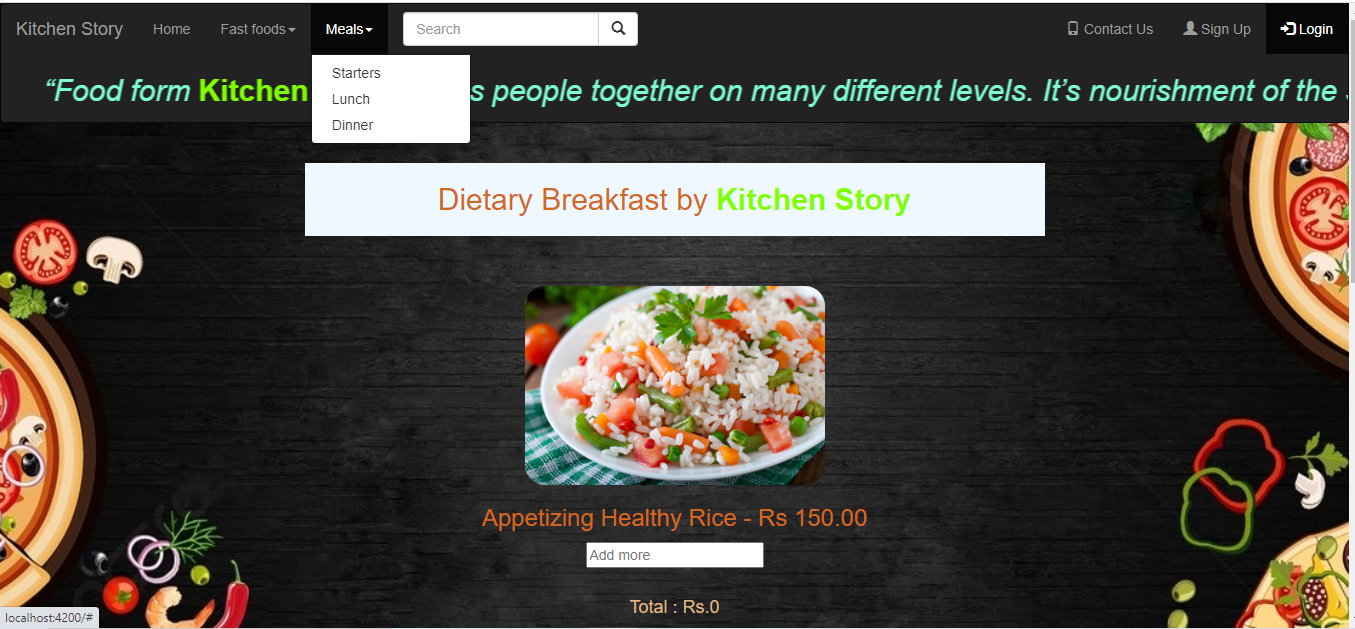 Kitchen Story Home Fast foods Meals Search Contact Us Sign Up Login
Starters
Lunch
Dinner
“Food form Kitchen s people together on many different levels. It’s nourishment of the
Dietary Breakfast by Kitchen Story
Appetizing Healthy Rice - Rs 150.00
Add more
Total : Rs.0
localhost:4200/#